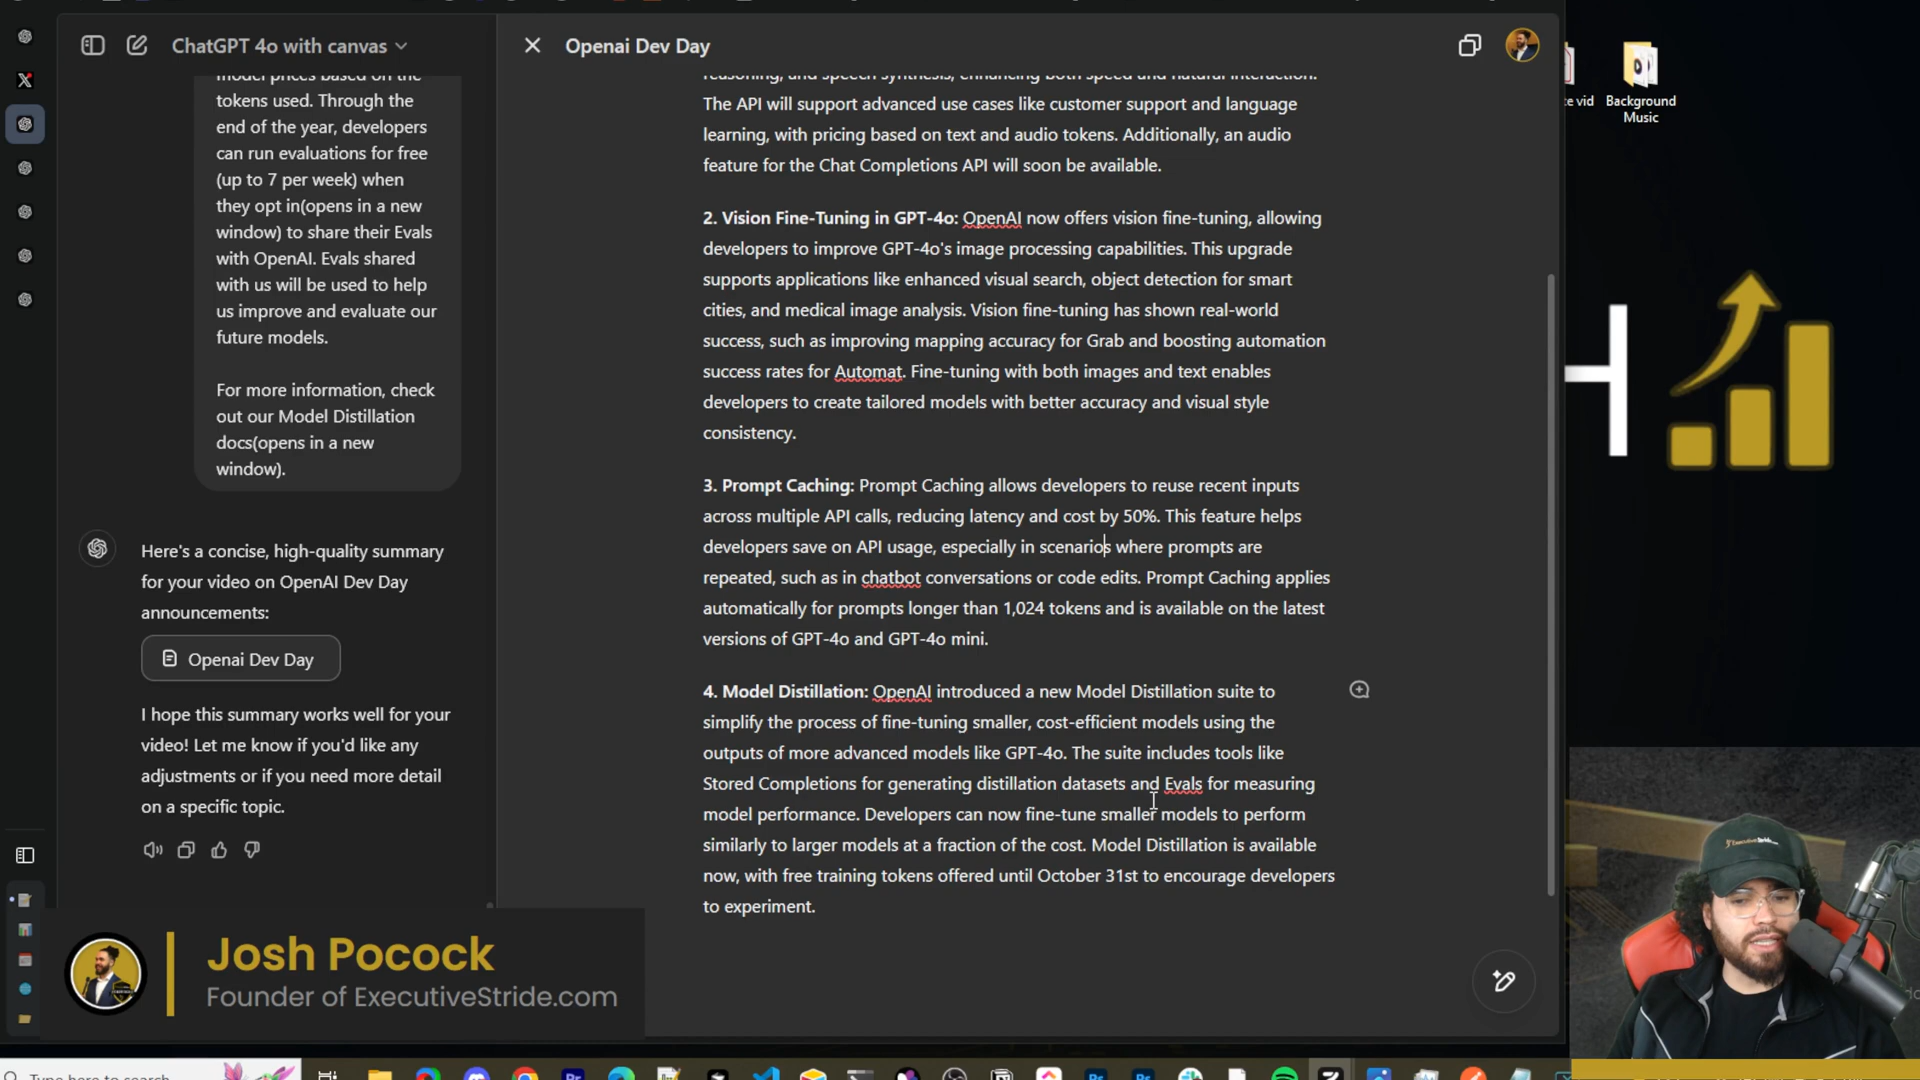 ChatGPT 4o with canvas
model prices based on the
tokens used. Through the
end of the year, developers
can run evaluations for free
(up to 7 per week) when
they opt in(opens in a new
window) to share their Evals
with OpenAI. Evals shared
with us will be used to help
us improve and evaluate our
future models.
For more information, check
out our Model Distillation
docs(opens in a new
window).
Here's a concise, high-quality summary
for your video on OpenAI Dev Day
announcements:
Openai Dev Day
I hope this summary works well for your
video! Let me know if you'd like any
adjustments or if you need more detail
on a specific topic.
Openai Dev Day
reasoning, and speech synthesis, enhancing both speed and natural interaction.
The API will support advanced use cases like customer support and language
learning, with pricing based on text and audio tokens. Additionally, an audio
feature for the Chat Completions API will soon be available.
2. Vision Fine-Tuning in GPT-4o: OpenAI now offers vision fine-tuning, allowing
developers to improve GPT-4o's image processing capabilities. This upgrade
supports applications like enhanced visual search, object detection for smart
cities, and medical image analysis. Vision fine-tuning has shown real-world
success, such as improving mapping accuracy for Grab and boosting automation
success rates for Automat. Fine-tuning with both images and text enables
developers to create tailored models with better accuracy and visual style
consistency.
3. Prompt Caching: Prompt Caching allows developers to reuse recent inputs
across multiple API calls, reducing latency and cost by 50%. This feature helps
developers save on API usage, especially in scenarios where prompts are
repeated, such as in chatbot conversations or code edits. Prompt Caching applies
automatically for prompts longer than 1,024 tokens and is available on the latest
versions of GPT-4o and GPT-4o mini.
4. Model Distillation: OpenAI introduced a new Model Distillation suite to
simplify the process of fine-tuning smaller, cost-efficient models using the
outputs of more advanced models like GPT-4o. The suite includes tools like
Stored Completions for generating distillation datasets and Evals for measuring
model performance. Developers can now fine-tune smaller models to perform
similarly to larger models at a fraction of the cost. Model Distillation is available
now, with free training tokens offered until October 31st to encourage developers
to experiment.
vid
Background
Music
H
Josh Pocock
Founder of ExecutiveStride.com
Type here to search